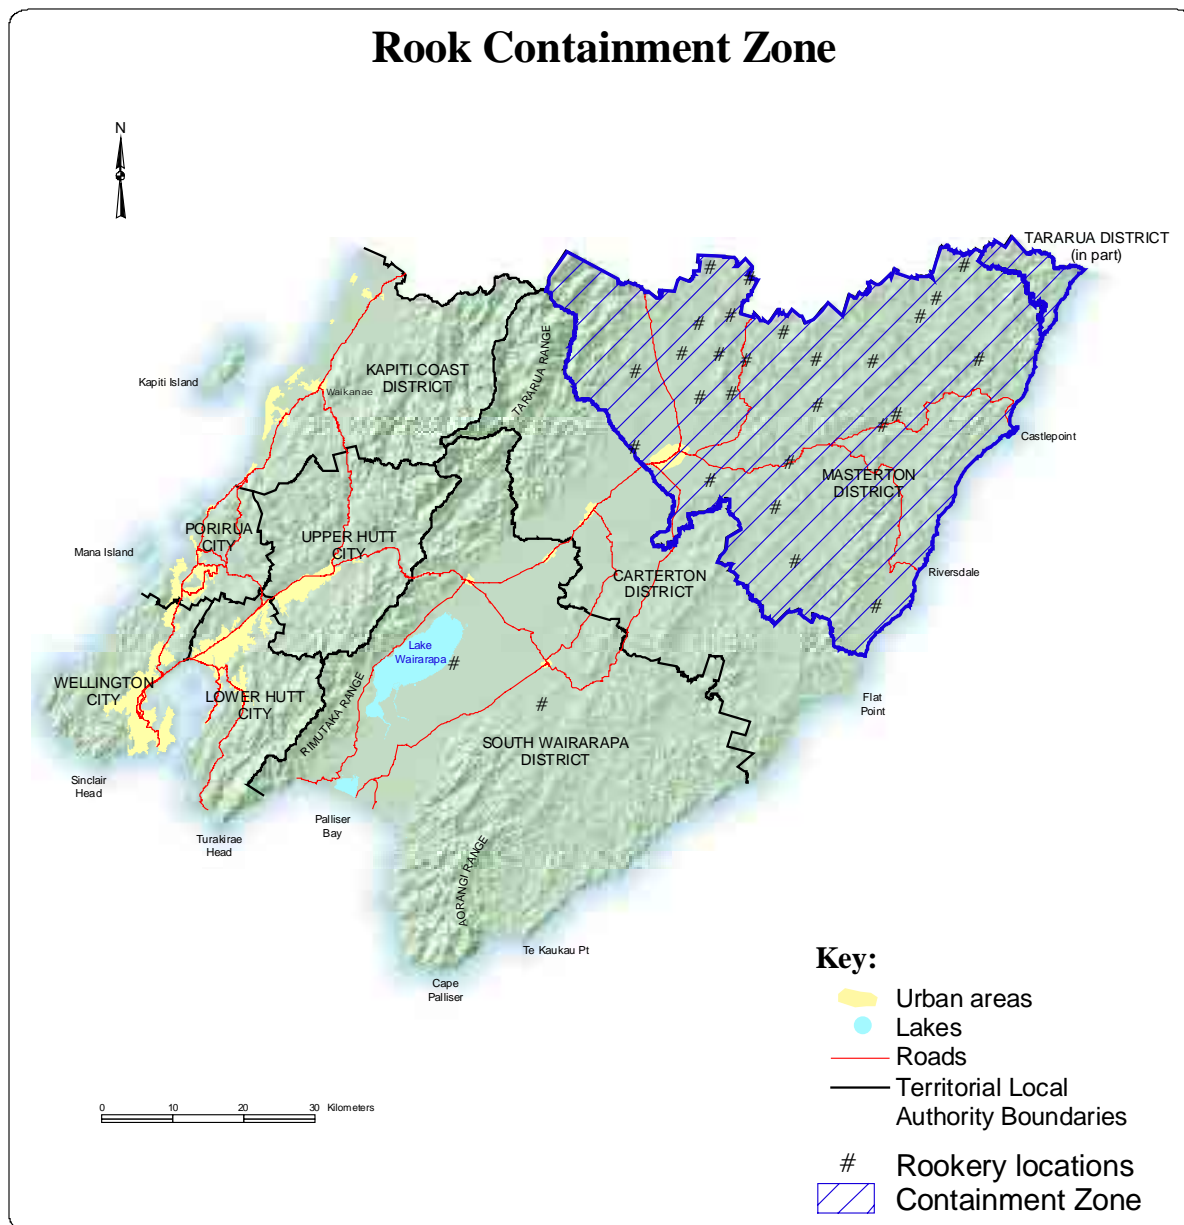 Rook Containment Zone
N
TARARUA DISTRICT
(in part)
KAPITI COAST
DISTRICT
TARARUA RANGE
Kapiti Island
Waikanae
Castlepoint
MASTERTON
DISTRICT
PORIRUA
CITY
UPPER HUTT
CITY
Mana Island
CARTERTON
DISTRICT
Riversdale
Lake
Wairarapa
WELLINGTON
CITY
LOWER HUTT
CITY
RIMUTAKA RANGE
Flat
Point
SOUTH WAIRARAPA
DISTRICT
Sinclair
Head
Palliser
Bay
Turakirae
Head
AORANGI RANGE
Te Kaukau Pt
Cape
Palliser
Key:
Urban areas
Lakes
Roads
Territorial Local
Authority Boundaries
# Rookery locations
Containment Zone
0 10 20 30 Kilometers